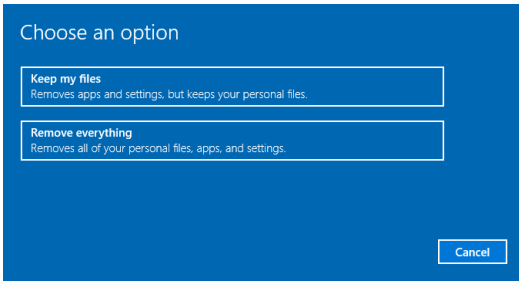 Choose an option
Keep my files
Removes apps and settings, but keeps your personal files.
Remove everything
Removes all of your personal files, apps, and settings.
Cancel